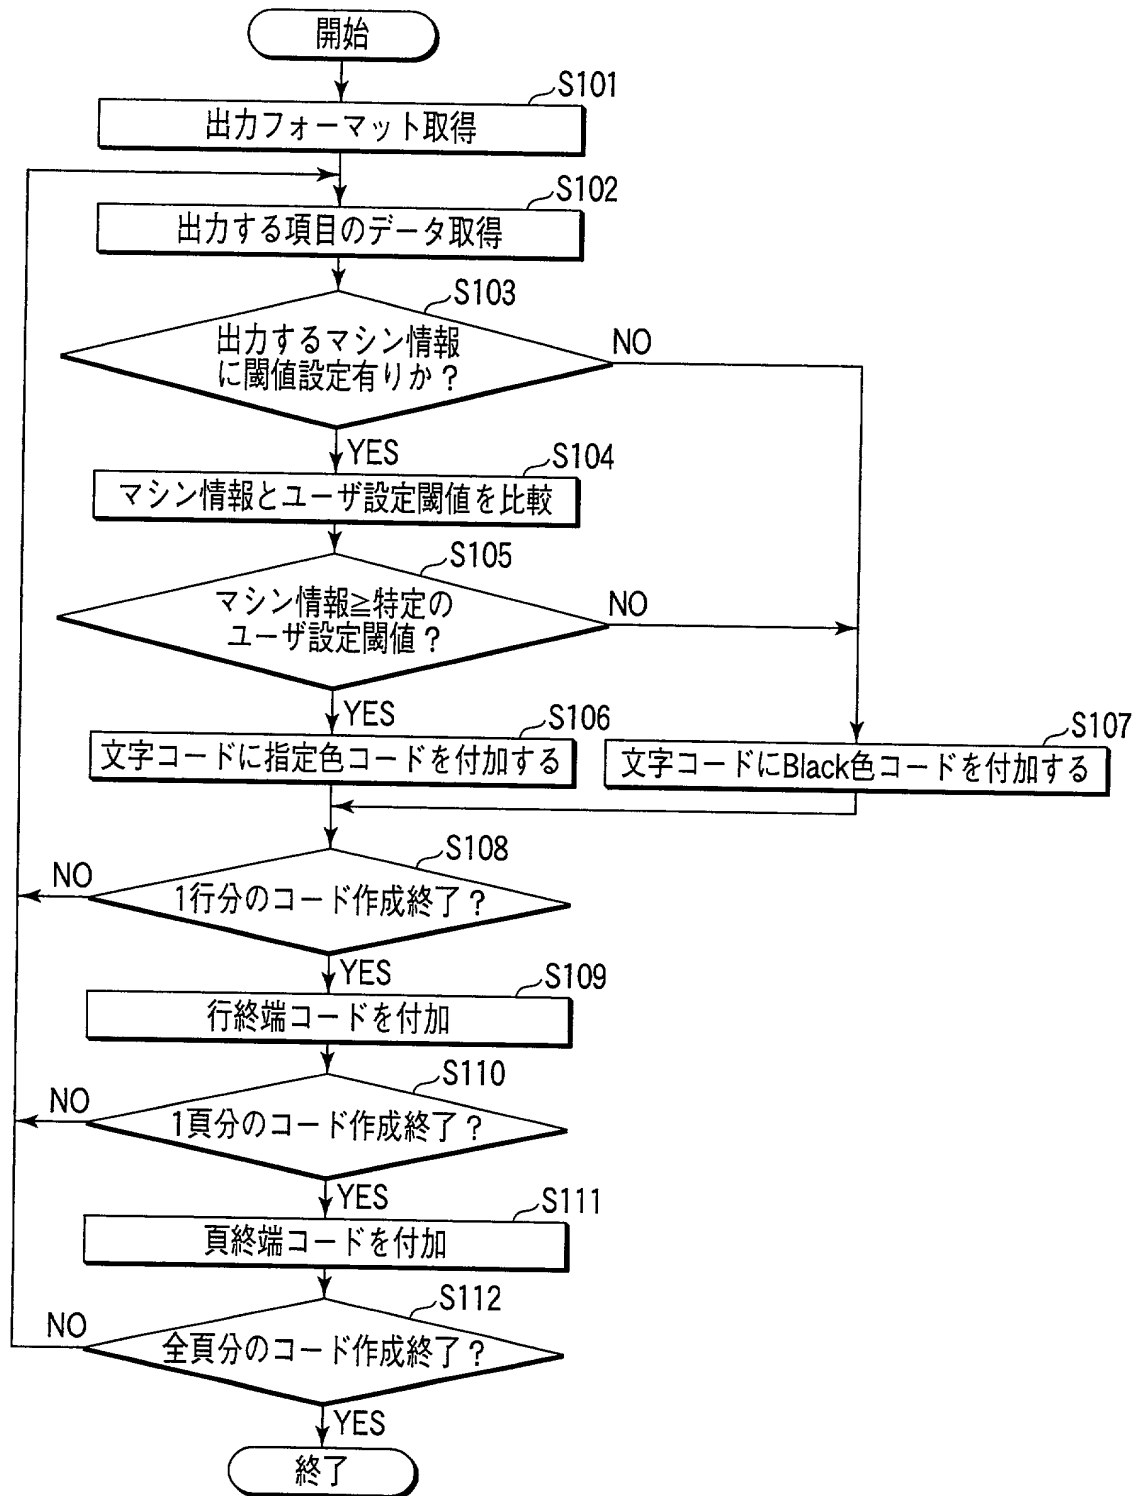 開始
S101
出力フォーマット取得
S102
出力する項目のデータ取得
S103
出力するマシン情報
に閾値設定有りか？
NO
YES
S104
マシン情報とユーザ設定閾値を比較
S105
マシン情報≧特定の
ユーザ設定閾値？
NO
YES
S106
文字コードに指定色コードを付加する
S107
文字コードにBlack色コードを付加する
S108
1行分のコード作成終了？
NO
YES
S109
行終端コードを付加
S110
1頁分のコード作成終了？
NO
YES
S111
頁終端コードを付加
S112
全頁分のコード作成終了？
NO
YES
終了